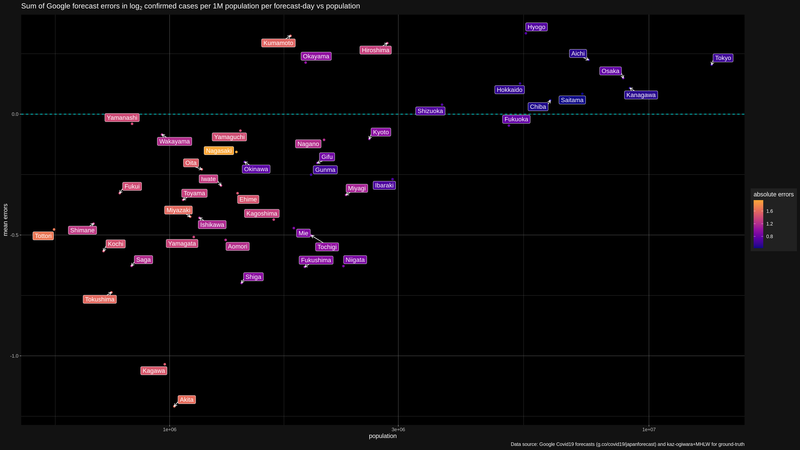 Sum of Google forecast errors in log2 confirmed cases per 1M population per forecast-day vs population
Hyogo
Kumamoto
Hiroshima
Okayama
Aichi
Tokyo
Osaka
Hokkaido
Kanagawa
Saitama
Chiba
Shizuoka
0.0
Yamanashi
Fukuoka
Kyoto
Wakayama
Yamaguchi
Nagano
Nagasaki
Gifu
Oita
Okinawa
Gunma
Iwate
Fukui
Miyagi
Ibaraki
Toyama
Ehime
Miyazaki
Kagoshima
Ishikawa
Shimane
Tottori
-0.5
Mie
Kochi
Yamagata
Aomori
Tochigi
Saga
Fukushima
Niigata
Shiga
Tokushima
-1.0
Kagawa
Akita
mean errors
absolute errors
1.6
1.2
0.8
1e+06
3e+06
1e+07
population
Data source: Google Covid19 forecasts (g.co/covid19/japanforecast) and kaz-ogiwara+MHLW for ground-truth